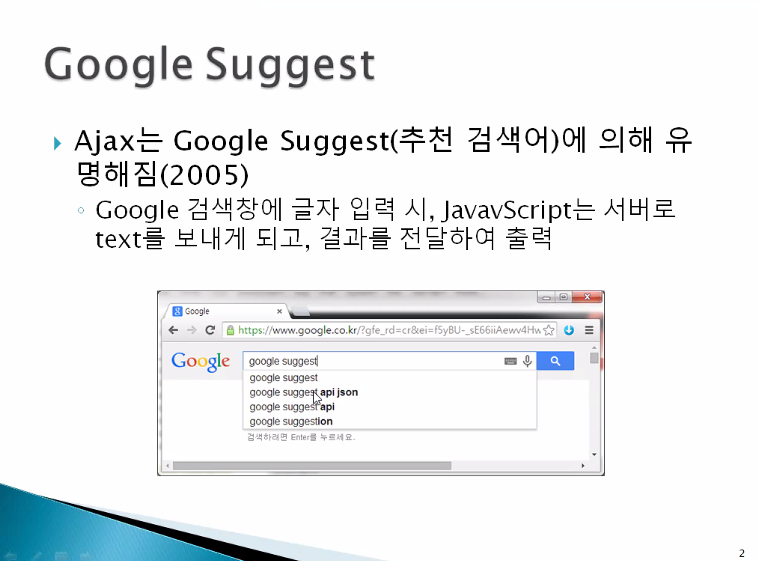 Google Suggest
Ajax는 Google Suggest(추천 검색어)에 의해 유
명해짐(2005)
Google 검색창에 글자 입력 시, JavavScript는 서버로
text를 보내게 되고, 결과를 전달하여 출력
Google
https://www.google.co.kr/?gfe_rd=cr&ei=f5yBU-_sE66iiAewv4Hw
Google google suggest
google suggest
google suggest api json
google suggest api
google suggestion
검색하려면 Enter를 누르세요.
2